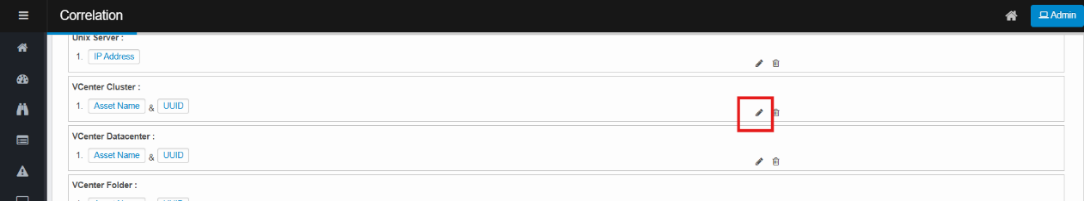 Correlation
Admin
Unix Server :
1. IP Address
VCenter Cluster :
1. Asset Name & UUID
VCenter Datacenter :
1. Asset Name & UUID
VCenter Folder :